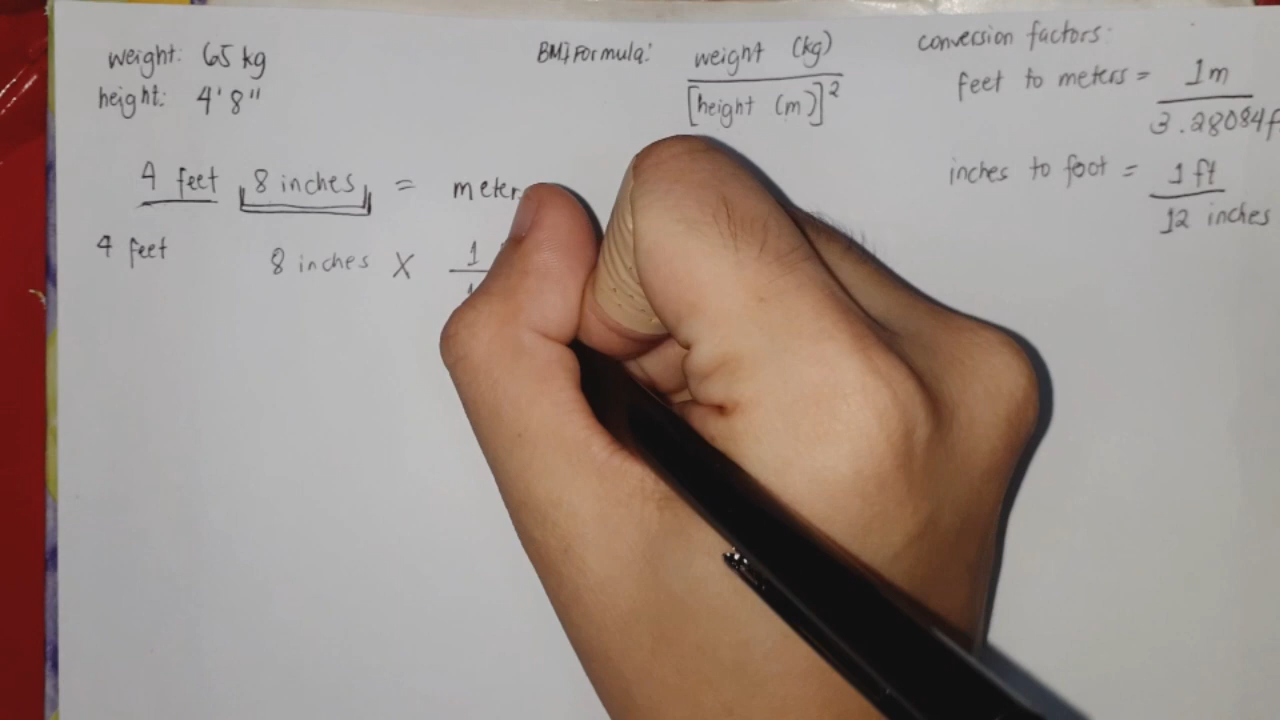 weight: 65 kg
height: 4'8"
BMI Formula:
weight (kg)
[height (m)]²
conversion factors:
feet to meters = 1m
3.28084f
inches to foot = 1 ft
12 inches
4 feet 8 inches = meter
4 feet 8 inches X 1